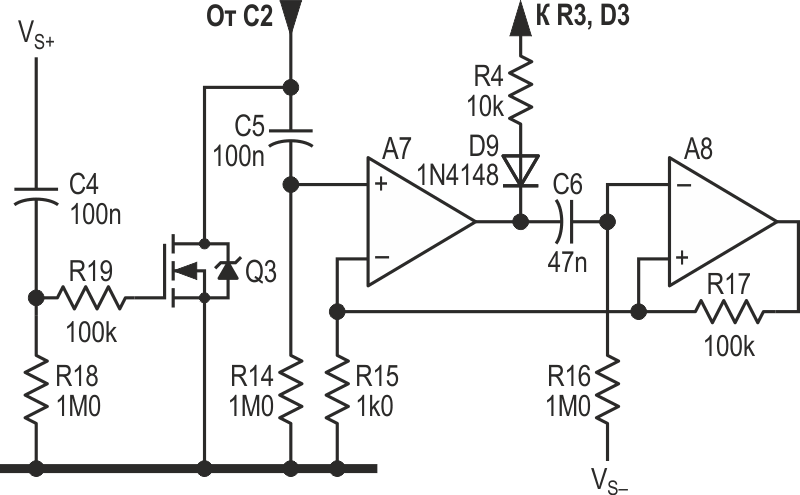 От C2
К R3, D3
VS+
R4
10k
C5
100n
A7
D9
1N4148
A8
C4
100n
+
–
C6
47n
–
+
R19
100k
Q3
R17
100k
R18
1M0
R14
1M0
R15
1k0
R16
1M0
VS–